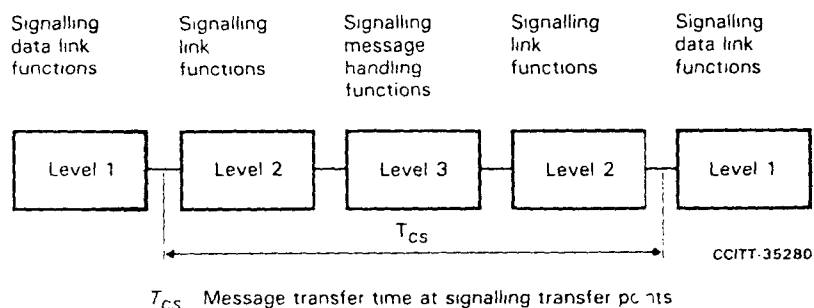 Signalling
data link
functions
Signalling
link
functions
Signalling
message
handling
functions
Signalling
link
functions
Signalling
data link
functions
Level 1
Level 2
Level 3
Level 2
Level 1
TCS
CCITT-35280
TCS Message transfer time at signalling transfer points